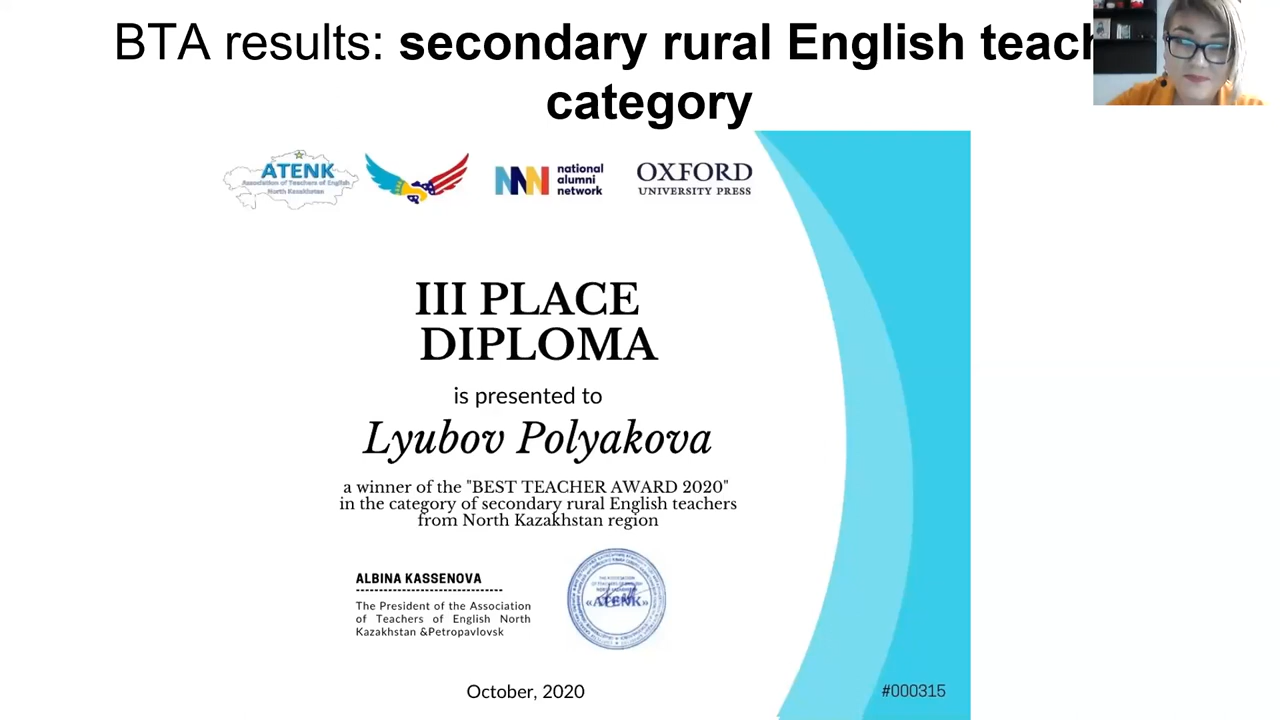 BTA results: secondary rural English
category
ATENK
Association of Teachers of English
North Kazakhstan
NNN national
alumni
network
OXFORD
UNIVERSITY PRESS
III PLACE
DIPLOMA
is presented to
Lyubov Polyakova
a winner of the "BEST TEACHER AWARD 2020"
in the category of secondary rural English teachers
from North Kazakhstan region
ALBINA KASSENOVA
The President of the Association
of Teachers of English North
Kazakhstan &Petropavlovsk
«ATENK»
October, 2020
#000315